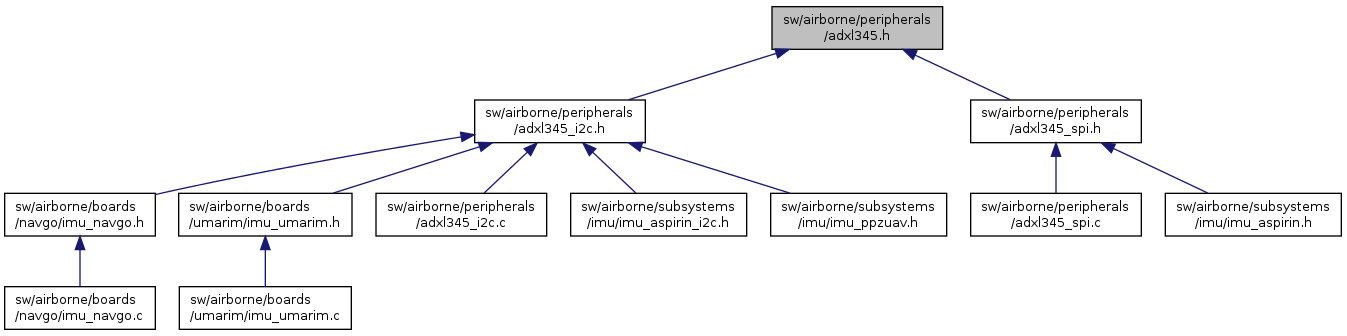 sw/airborne/peripherals
/adxl345.h
sw/airborne/peripherals
/adxl345_i2c.h
sw/airborne/peripherals
/adxl345_spi.h
sw/airborne/boards
/navgo/imu_navgo.h
sw/airborne/boards
/umarim/imu_umarim.h
sw/airborne/peripherals
/adxl345_i2c.c
sw/airborne/subsystems
/imu/imu_aspirin_i2c.h
sw/airborne/subsystems
/imu/imu_ppzuav.h
sw/airborne/peripherals
/adxl345_spi.c
sw/airborne/subsystems
/imu/imu_aspirin.h
sw/airborne/boards
/navgo/imu_navgo.c
sw/airborne/boards
/umarim/imu_umarim.c